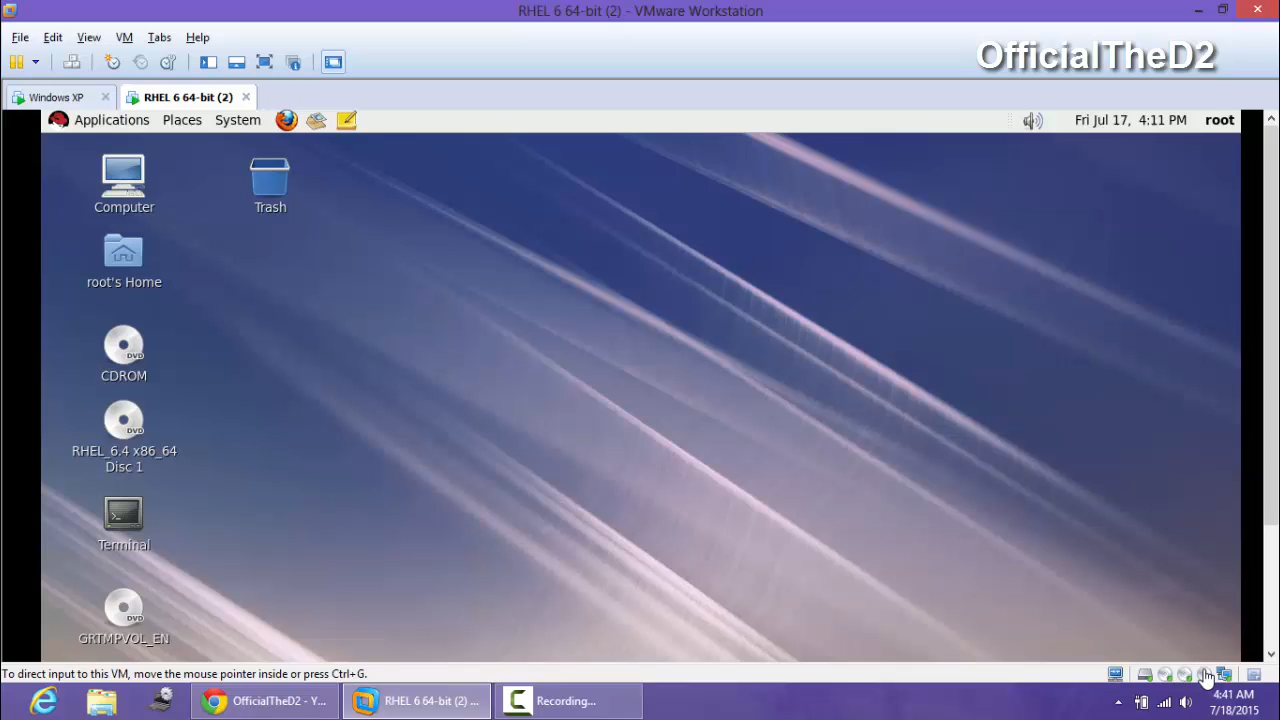 RHEL 6 64-bit (2) - VMware Workstation
File Edit View VM Tabs Help
OfficialTheD2
Windows XP
RHEL 6 64-bit (2)
Applications Places System
Fri Jul 17, 4:11 PM root
Computer
Trash
root's Home
DVD
CDROM
DVD
RHEL_6.4 x86_64
Disc 1
Terminal
DVD
GRTMPVOL_EN
To direct input to this VM, move the mouse pointer inside or press Ctrl+G.
OfficialTheD2 - Y...
RHEL 6 64-bit (2) ...
Recording...
4:41 AM
7/18/2015